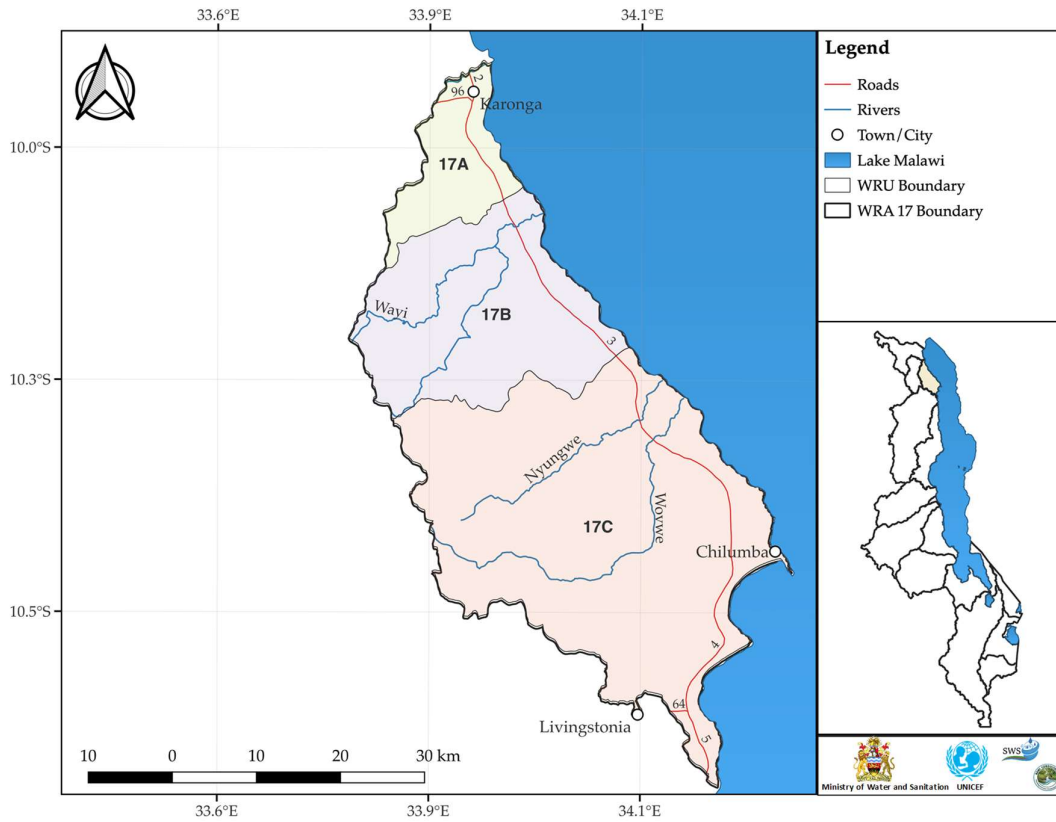 33.6°E
33.9°E
34.1°E
Legend
Roads
Rivers
Town/City
Lake Malawi
WRU Boundary
WRA 17 Boundary
2
96
Karonga
10.0°S
17A
Wayi
17B
3
10.3°S
Nyungwe
Wovwe
17C
Chilumba
10.5°S
4
64
Livingstonia
5
10 0 10 20 30 km
SWS
Ministry of Water and Sanitation UNICEF
33.6°E
33.9°E
34.1°E